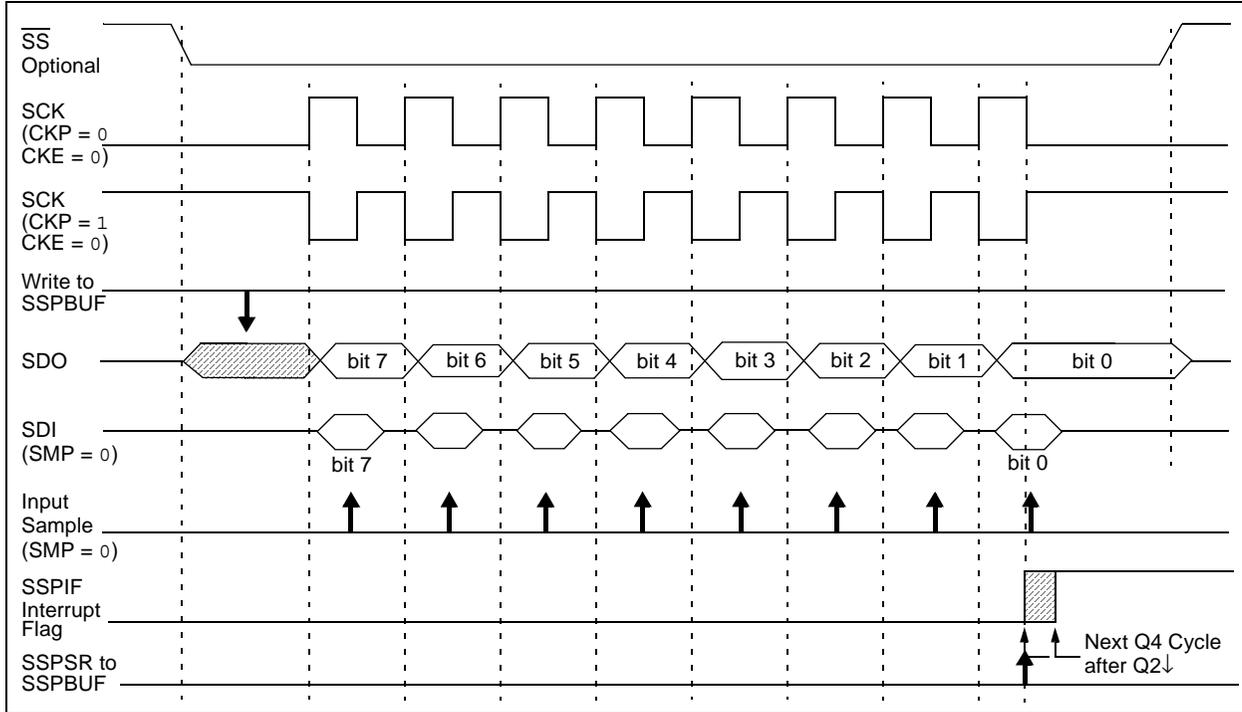 SS
Optional
SCK
(CKP = 0
CKE = 0)
SCK
(CKP = 1
CKE = 0)
Write to
SSPBUF
SDO
bit 7
bit 6
bit 5
bit 4
bit 3
bit 2
bit 1
bit 0
SDI
(SMP = 0)
bit 7
bit 0
Input
Sample
(SMP = 0)
SSPIF
Interrupt
Flag
Next Q4 Cycle
after Q2↓
SSPSR to
SSPBUF